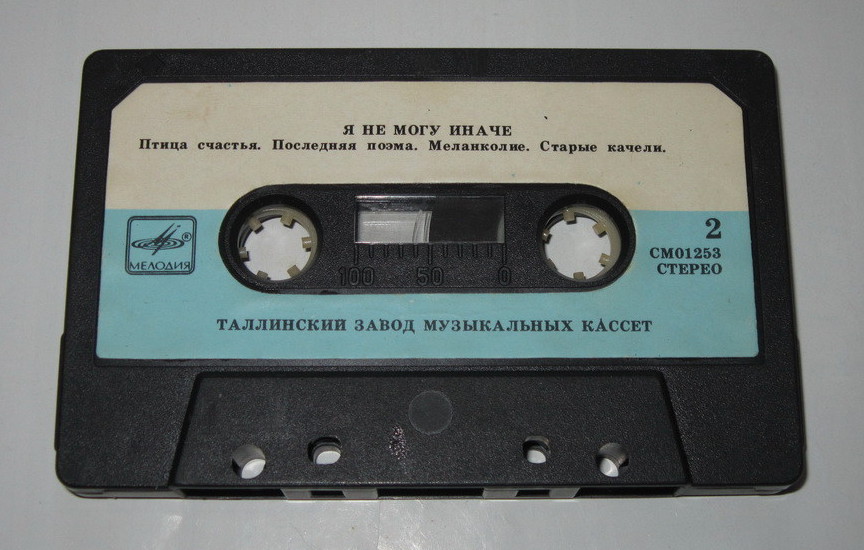 Я НЕ МОГУ ИНАЧЕ
Птица счастья. Последняя поэма. Меланколие. Старые качели.
2
МЕЛОДИЯ ®
СМ01253
СТЕРЕО
100 50 0
ТАЛЛИНСКИЙ ЗАВОД МУЗЫКАЛЬНЫХ КАССЕТ